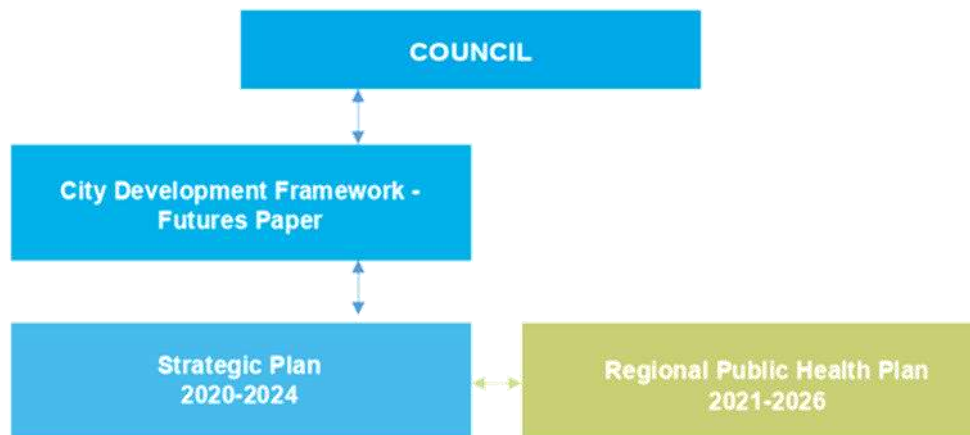 COUNCIL
City Development Framework -
Futures Paper
Strategic Plan
2020-2024
Regional Public Health Plan
2021-2026